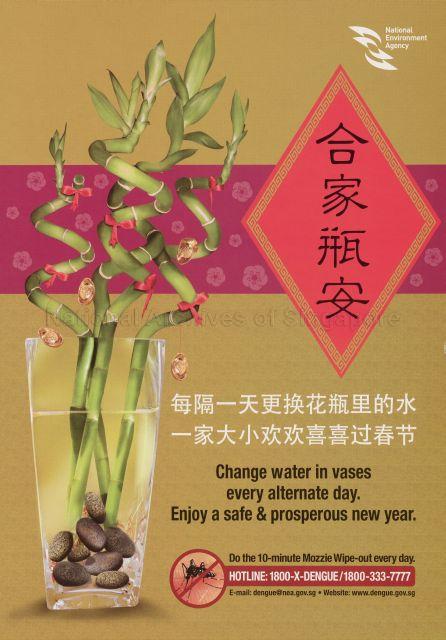 National
Environment
Agency
合家瓶安
National Archives of Singapore
每隔一天更换花瓶里的水
一家大小欢欢喜喜过春节
Change water in vases
every alternate day.
Enjoy a safe & prosperous new year.
Do the 10-minute Mozzie Wipe-out every day.
HOTLINE: 1800-X-DENGUE / 1800-333-7777
E-mail: dengue@nea.gov.sg • Website: www.dengue.gov.sg